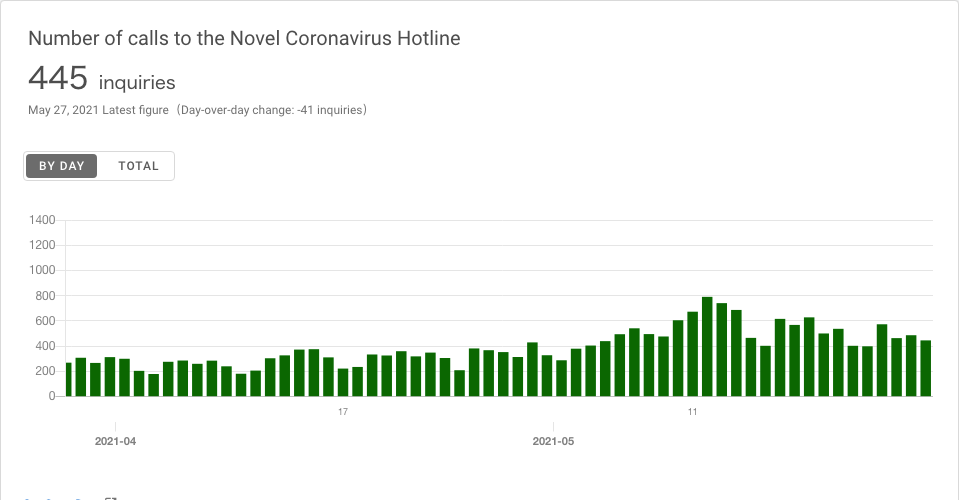 Number of calls to the Novel Coronavirus Hotline
445 inquiries
May 27, 2021 Latest figure（Day-over-day change: -41 inquiries）
BY DAY TOTAL
1400
1200
1000
800
600
400
200
0
17 11
2021-04 2021-05